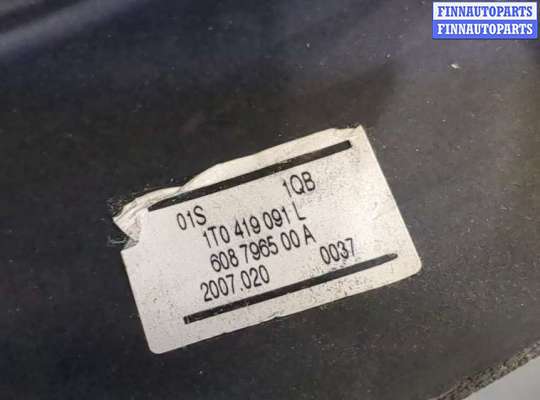 FINNAUTOPARTS
FINNAUTOPARTS
01S 1QB
1T0 419 091 L
608 7965 00 A
2007.020 0037